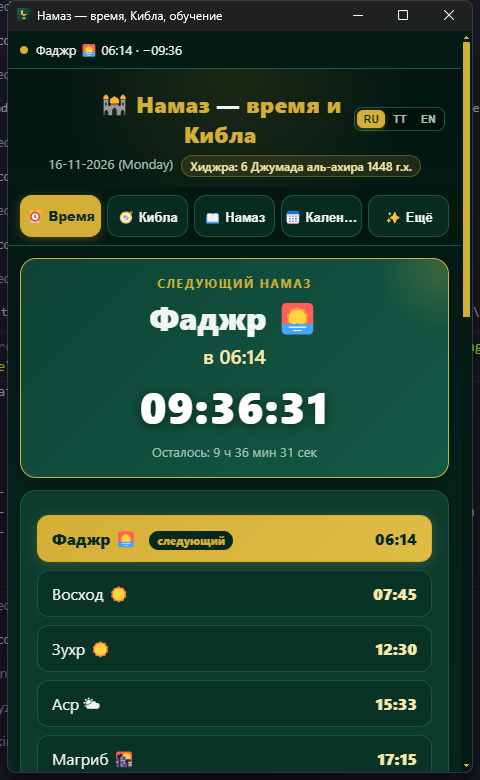 Намаз — время, Кибла, обучение
Фаджр 🌅 06:14 · −09:36
🕌 Намаз — время и
Кибла
RU TT EN
16-11-2026 (Monday) Хиджра: 6 Джумада аль-ахира 1448 г.х.
⏰ Время 🧭 Кибла 📖 Намаз 📅 Кален… ✨ Ещё
СЛЕДУЮЩИЙ НАМАЗ
Фаджр 🌅
в 06:14
09:36:31
Осталось: 9 ч 36 мин 31 сек
Фаджр 🌅 следующий 06:14
Восход ☀️ 07:45
Зухр ☀️ 12:30
Аср 🌥 15:33
Магриб 🌇 17:15